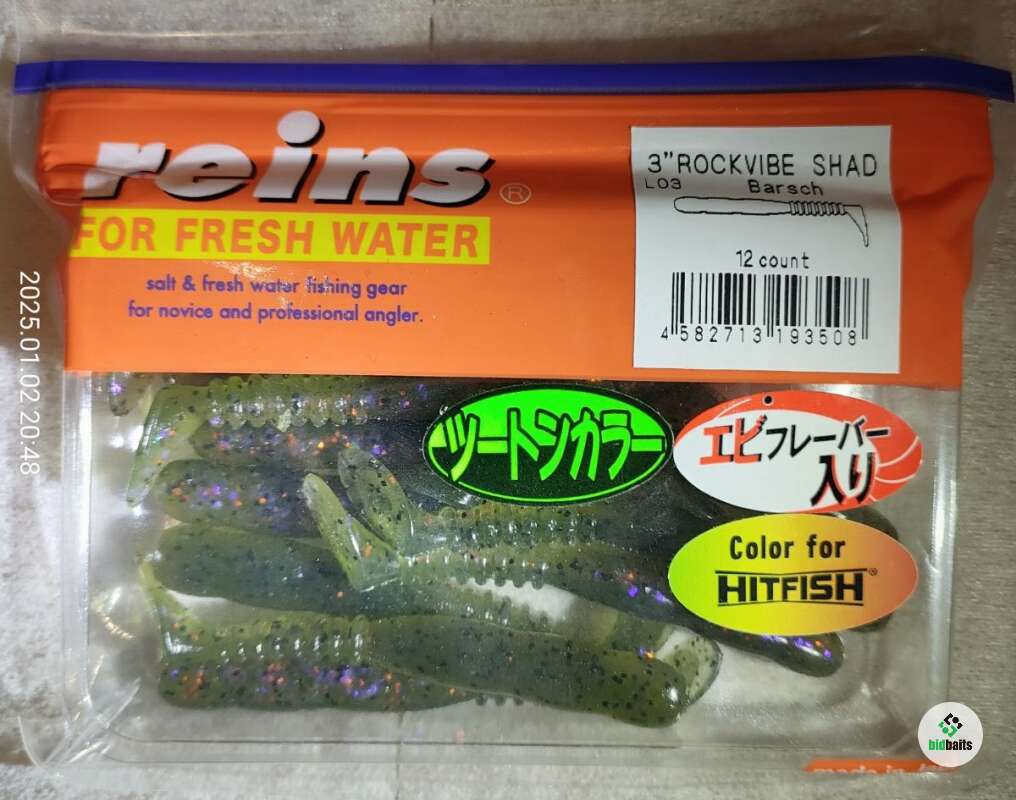 reins®
FOR FRESH WATER
salt & fresh water fishing gear
for novice and professional angler.
3" ROCKVIBE SHAD
L03 Barsch
12 count
4 582713 193508
ツートンカラー
エビフレーバー
入り
Color for
HITFISH®
2025.01.02 20:48
bidbaits
made in